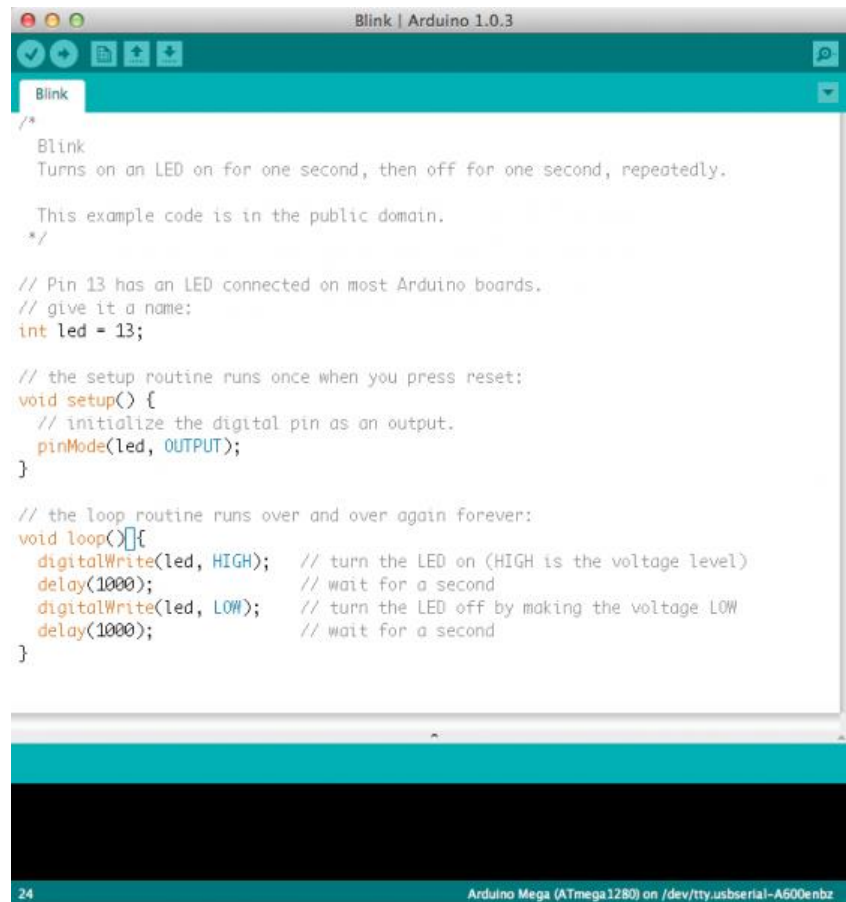 Blink | Arduino 1.0.3
Blink
/*
  Blink
  Turns on an LED on for one second, then off for one second, repeatedly.

  This example code is in the public domain.
 */

// Pin 13 has an LED connected on most Arduino boards.
// give it a name:
int led = 13;

// the setup routine runs once when you press reset:
void setup() {
  // initialize the digital pin as an output.
  pinMode(led, OUTPUT);
}

// the loop routine runs over and over again forever:
void loop() {
  digitalWrite(led, HIGH);   // turn the LED on (HIGH is the voltage level)
  delay(1000);               // wait for a second
  digitalWrite(led, LOW);    // turn the LED off by making the voltage LOW
  delay(1000);               // wait for a second
}
24
Arduino Mega (ATmega1280) on /dev/tty.usbserial-A600enbz